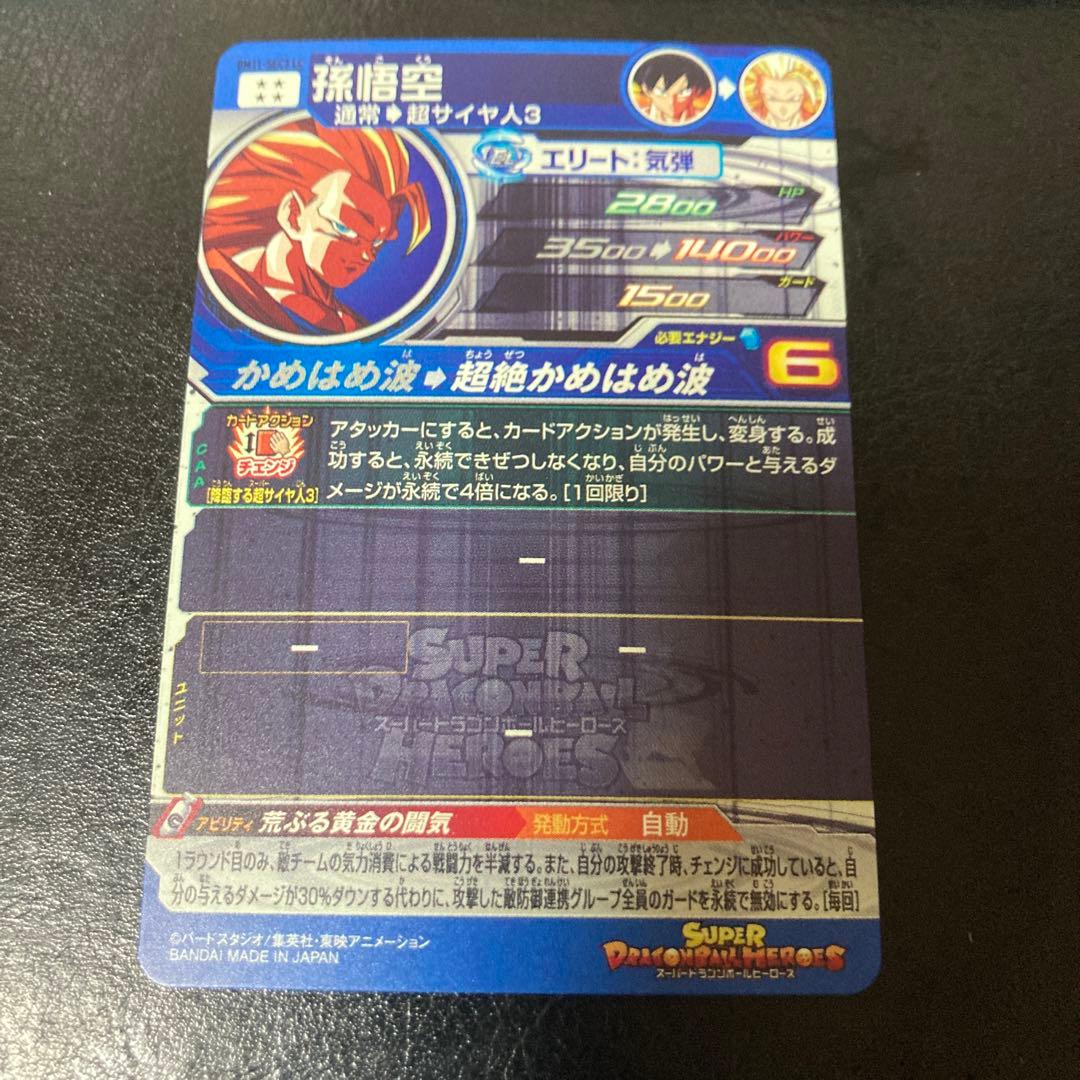 孫悟空
通常➡超サイヤ人3
エリート:気弾
HP
2800
パワー
3500➡14000
ガード
1500
必要エナジー
6
かめはめ波➡超絶かめはめ波
カードアクション
チェンジ
[降臨する超サイヤ人3]
CAA
アタッカーにすると、カードアクションが発生し、変身する。成
功すると、永続できぜつしなくなり、自分のパワーと与えるダ
メージが永続で4倍になる。[1回限り]
ー
ユニット
ー
ー
ー
SUPER
DRAGONBALL
スーパードラゴンボールヒーローズ
HEROES
アビリティ 荒ぶる黄金の闘気 発動方式 自動
1ラウンド目のみ、敵チームの気力消費による戦闘力を半減する。また、自分の攻撃終了時、チェンジに成功していると、自
分の与えるダメージが30%ダウンする代わりに、攻撃した敵防御連携グループ全員のガードを永続で無効にする。[毎回]
©バードスタジオ/集英社・東映アニメーション
BANDAI MADE IN JAPAN
SUPER
DRAGONBALL HEROES
スーパードラゴンボールヒーローズ